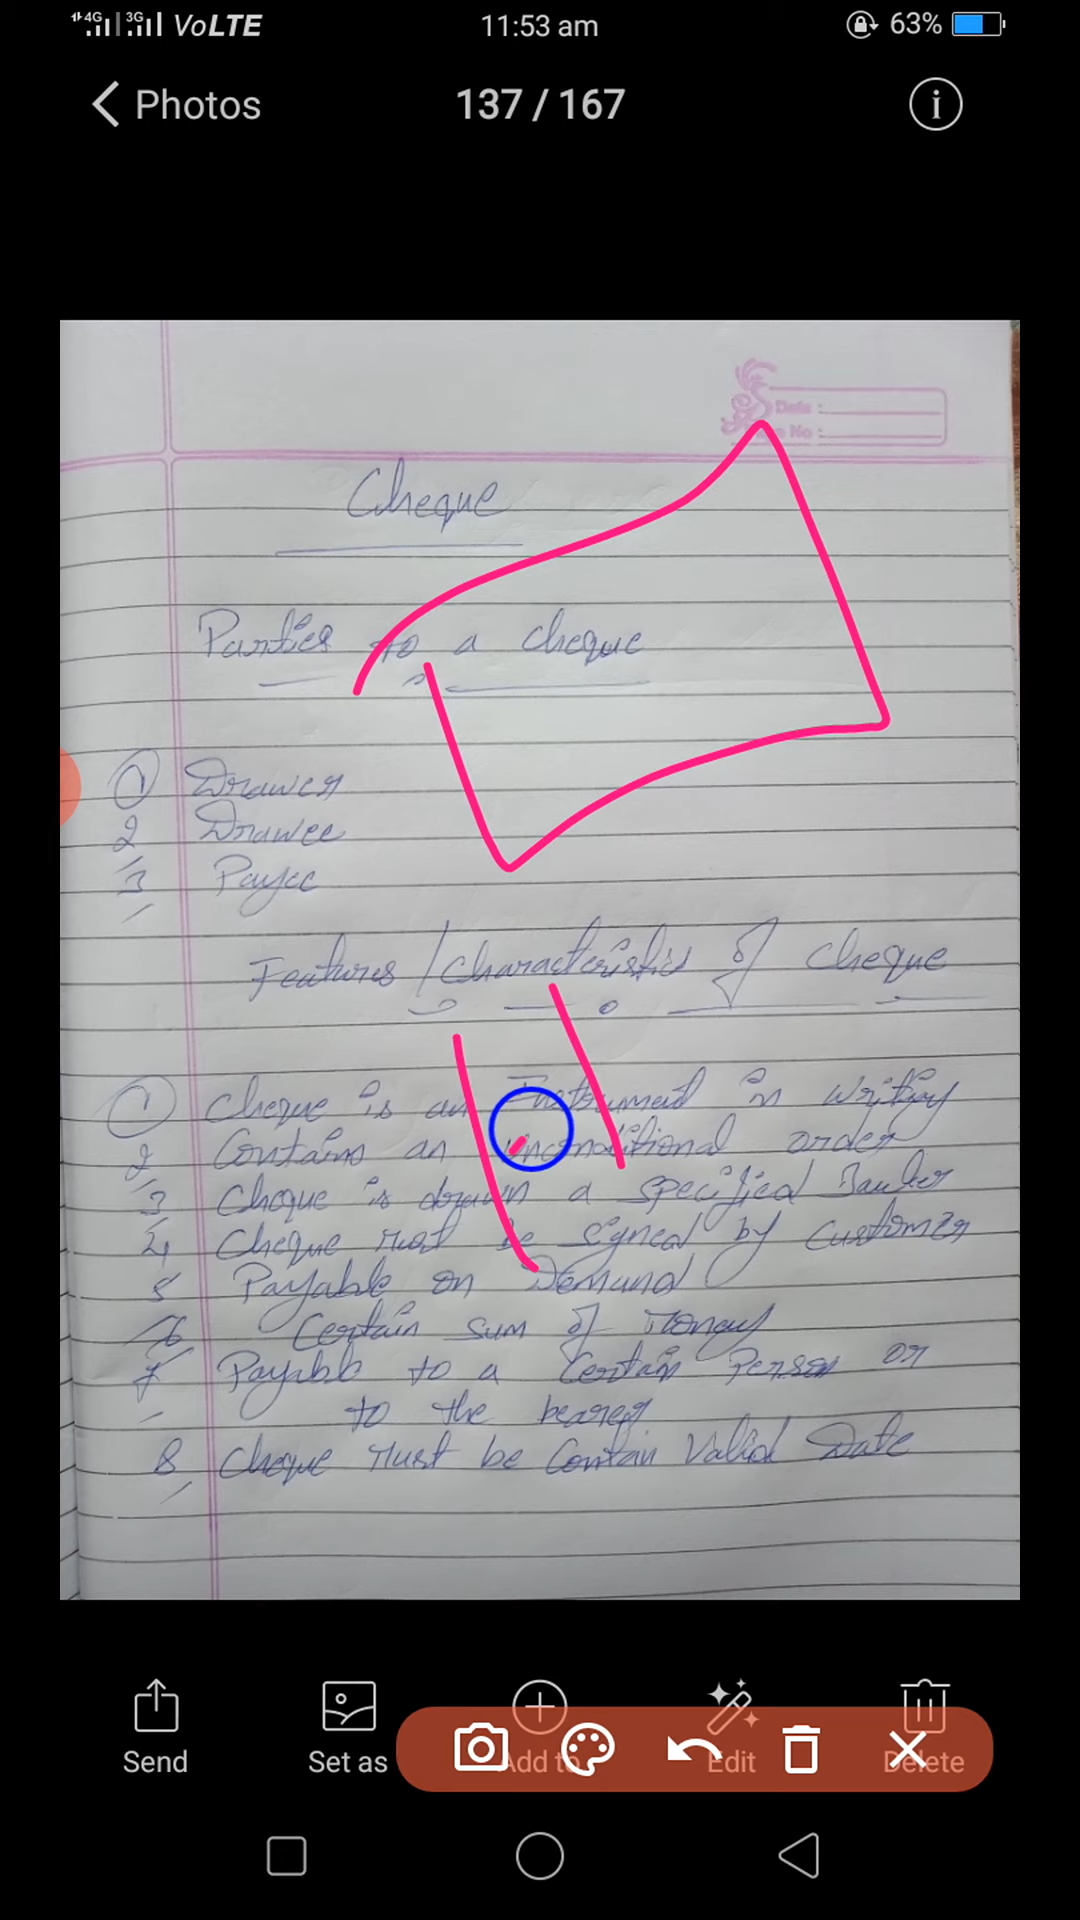 4G 3G VoLTE 11:53 am 63%
Photos 137 / 167
Date :
No :
Cheque
Parties to a cheque
1 Drawer
2 Drawee
3 Payee
Features / Characteristics of cheque
1 Cheque is an Instrument in writing
2 Contains an unconditional order
3 Cheque is drawn a specified Banker
4 Cheque must be signed by customer
5 Payable on Demand
6 Certain sum of money
7 Payable to a certain Person or
to the bearer
8 Cheque must be Contain Valid Date
Send Set as Add to Edit Delete